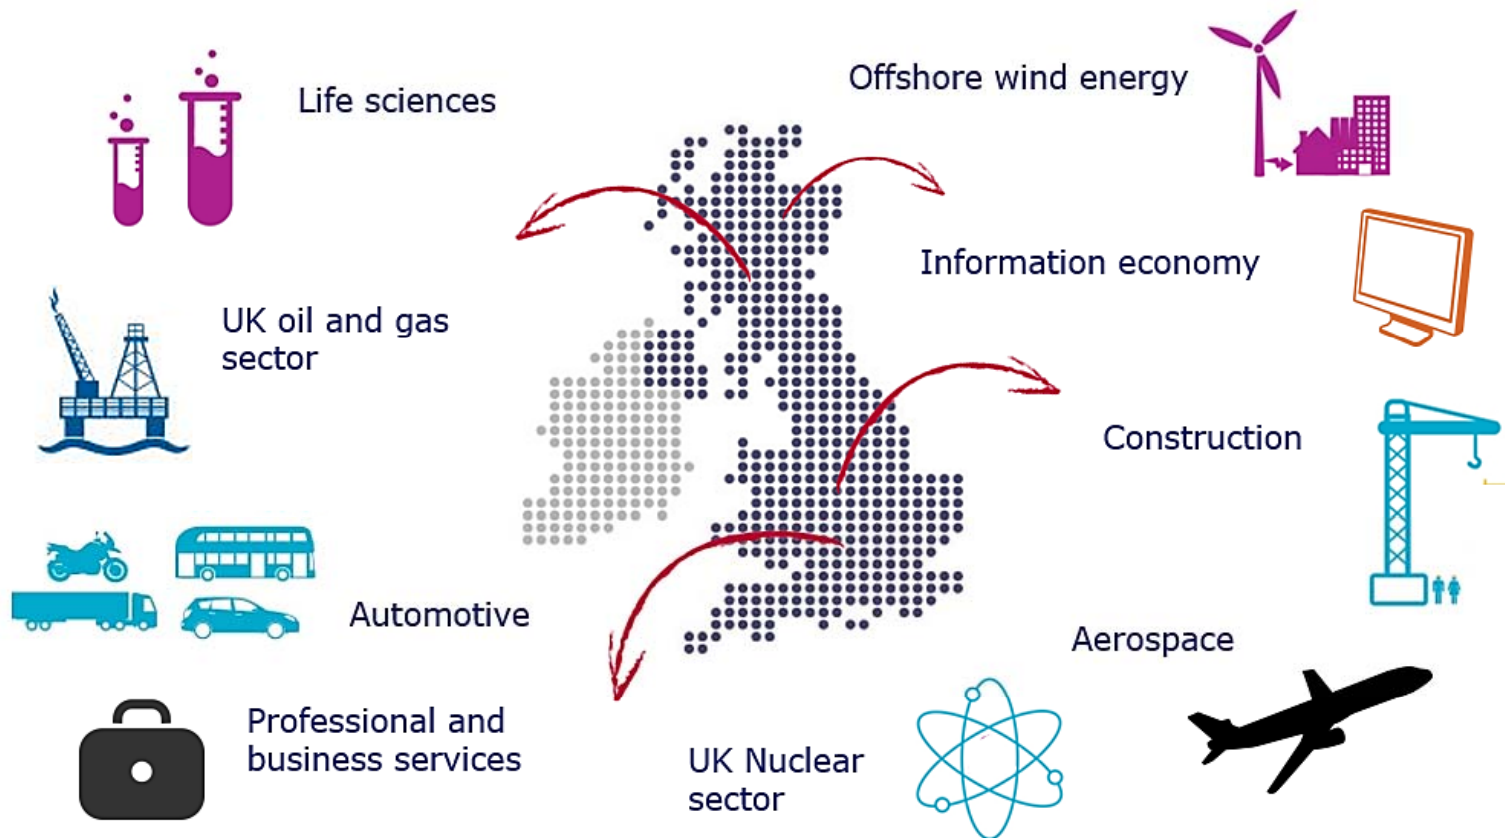 Life sciences
Offshore wind energy
Information economy
UK oil and gas
sector
Construction
Automotive
Aerospace
Professional and
business services
UK Nuclear
sector